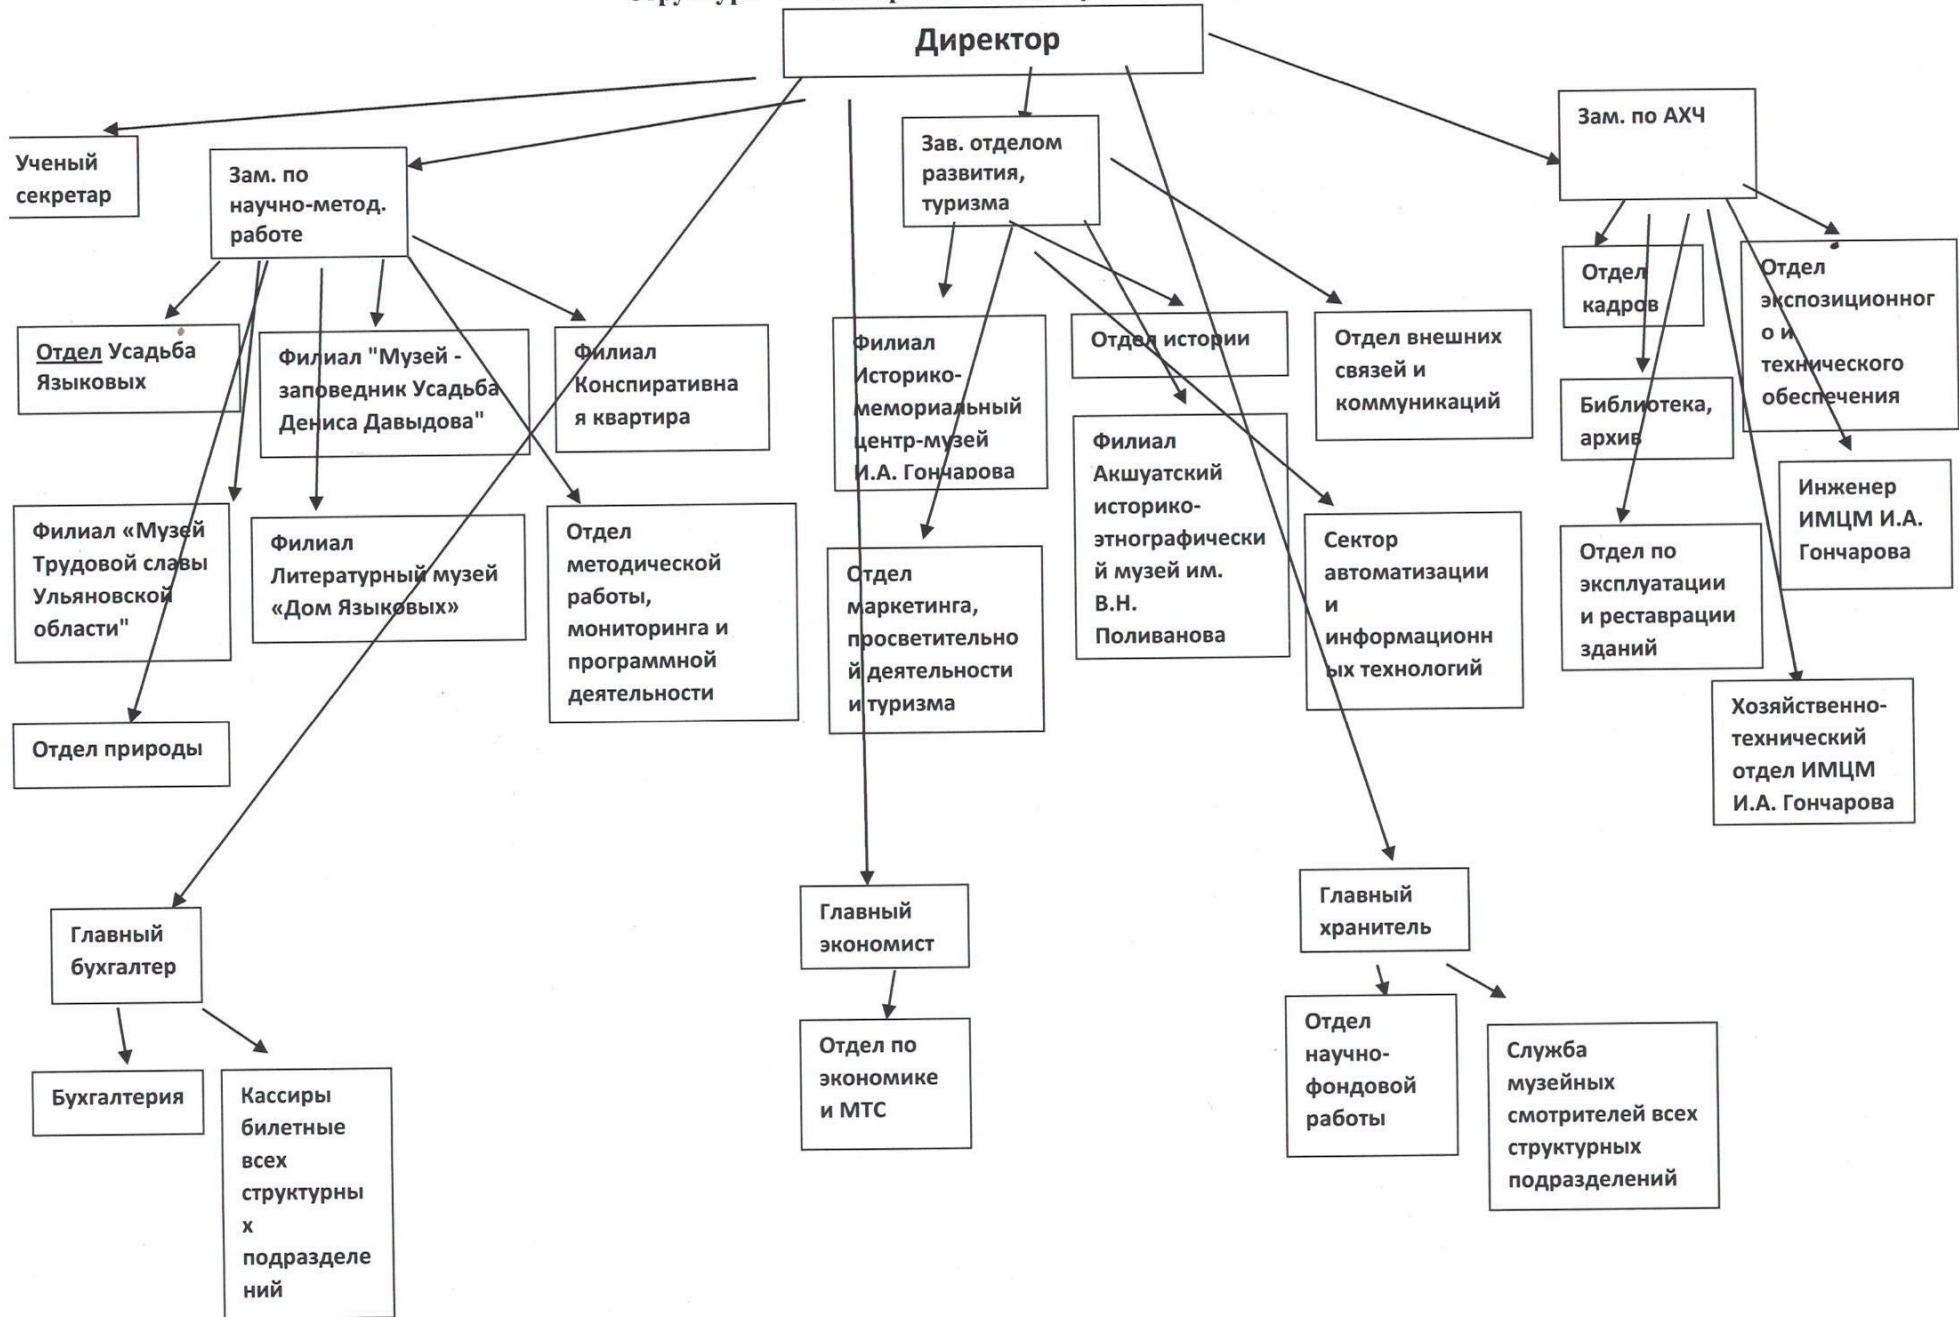 Директор
Ученый
секретар
Зам. по
научно-метод.
работе
Зав. отделом
развития,
туризма
Зам. по АХЧ
Отдел Усадьба
Языковых
Филиал "Музей -
заповедник Усадьба
Дениса Давыдова"
Филиал
Конспиративна
я квартира
Филиал
Историко-
мемориальный
центр-музей
И.А. Гончарова
Отдел истории
Отдел внешних
связей и
коммуникаций
Отдел
кадров
Отдел
экспозиционног
о и
технического
обеспечения
Библиотека,
архив
Филиал «Музей
Трудовой славы
Ульяновской
области"
Филиал
Литературный музей
«Дом Языковых»
Отдел
методической
работы,
мониторинга и
программной
деятельности
Отдел
маркетинга,
просветительно
й деятельности
и туризма
Филиал
Акшуатский
историко-
этнографически
й музей им.
В.Н.
Поливанова
Сектор
автоматизации
и
информационн
ых технологий
Отдел по
эксплуатации
и реставрации
зданий
Инженер
ИМЦМ И.А.
Гончарова
Хозяйственно-
технический
отдел ИМЦМ
И.А. Гончарова
Отдел природы
Главный
бухгалтер
Главный
экономист
Главный
хранитель
Бухгалтерия
Кассиры
билетные
всех
структурны
х
подразделе
ний
Отдел по
экономике
и МТС
Отдел
научно-
фондовой
работы
Служба
музейных
смотрителей всех
структурных
подразделений